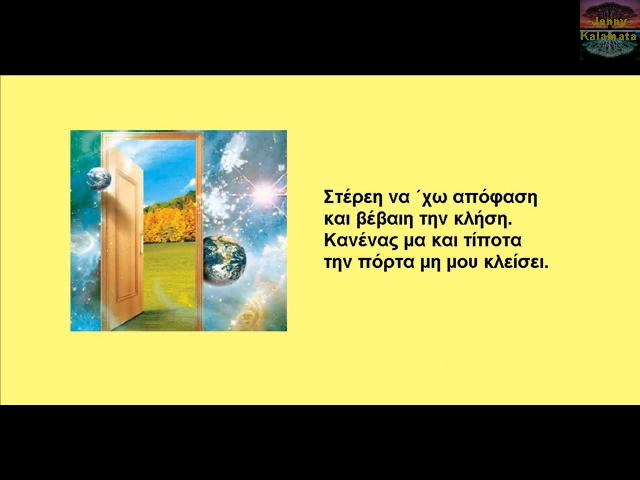 Jenny
Kalamata
Στέρεη να ΄χω απόφαση
και βέβαιη την κλήση.
Κανένας μα και τίποτα
την πόρτα μη μου κλείσει.